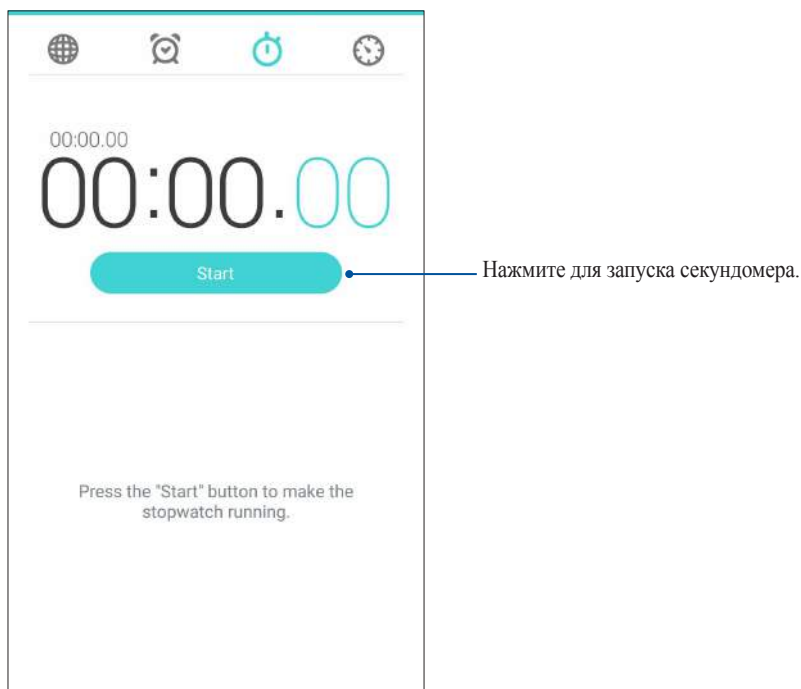 00:00.00
00:00.00
Start
Нажмите для запуска секундомера.
Press the "Start" button to make the
stopwatch running.